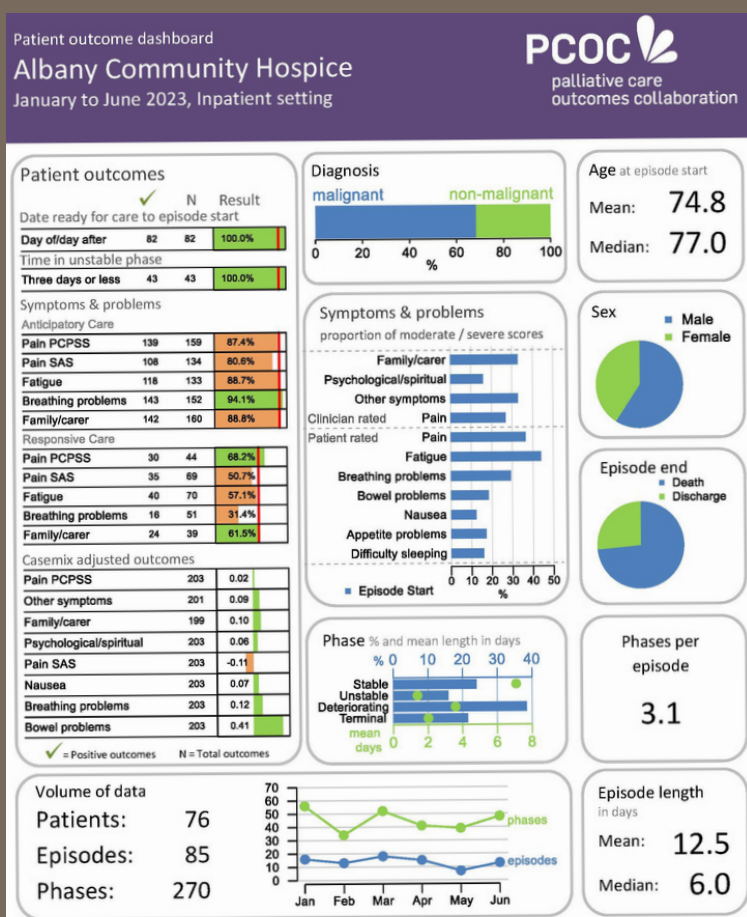 Patient outcome dashboard
Albany Community Hospice
January to June 2023, Inpatient setting
PCOC
palliative care
outcomes collaboration
Patient outcomes
✓ N Result
Date ready for care to episode start
Day of/day after 82 82 100.0%
Time in unstable phase
Three days or less 43 43 100.0%
Symptoms & problems
Anticipatory Care
Pain PCPSS 139 159 87.4%
Pain SAS 108 134 80.6%
Fatigue 118 133 88.7%
Breathing problems 143 152 94.1%
Family/carer 142 160 88.8%
Responsive Care
Pain PCPSS 30 44 68.2%
Pain SAS 35 69 50.7%
Fatigue 40 70 57.1%
Breathing problems 16 51 31.4%
Family/carer 24 39 61.5%
Casemix adjusted outcomes
Pain PCPSS 203 0.02
Other symptoms 201 0.09
Family/carer 199 0.10
Psychological/spiritual 203 0.06
Pain SAS 203 -0.11
Nausea 203 0.07
Breathing problems 203 0.12
Bowel problems 203 0.41
✓ = Positive outcomes N = Total outcomes
Diagnosis
malignant non-malignant
0 20 40 60 80 100
%
Symptoms & problems
proportion of moderate / severe scores
Family/carer
Psychological/spiritual
Other symptoms
Clinician rated Pain
Patient rated Pain
Fatigue
Breathing problems
Bowel problems
Nausea
Appetite problems
Difficulty sleeping
0 10 20 30 40 50
Episode Start %
Phase % and mean length in days
% 0 10 20 30 40
Stable
Unstable
Deteriorating
Terminal
mean
days 0 2 4 6 8
Age at episode start
Mean: 74.8
Median: 77.0
Sex
Male
Female
Episode end
Death
Discharge
Phases per
episode
3.1
Volume of data
Patients: 76
Episodes: 85
Phases: 270
70
60
50
40
30
20
10
0
phases
episodes
Jan Feb Mar Apr May Jun
Episode length
in days
Mean: 12.5
Median: 6.0